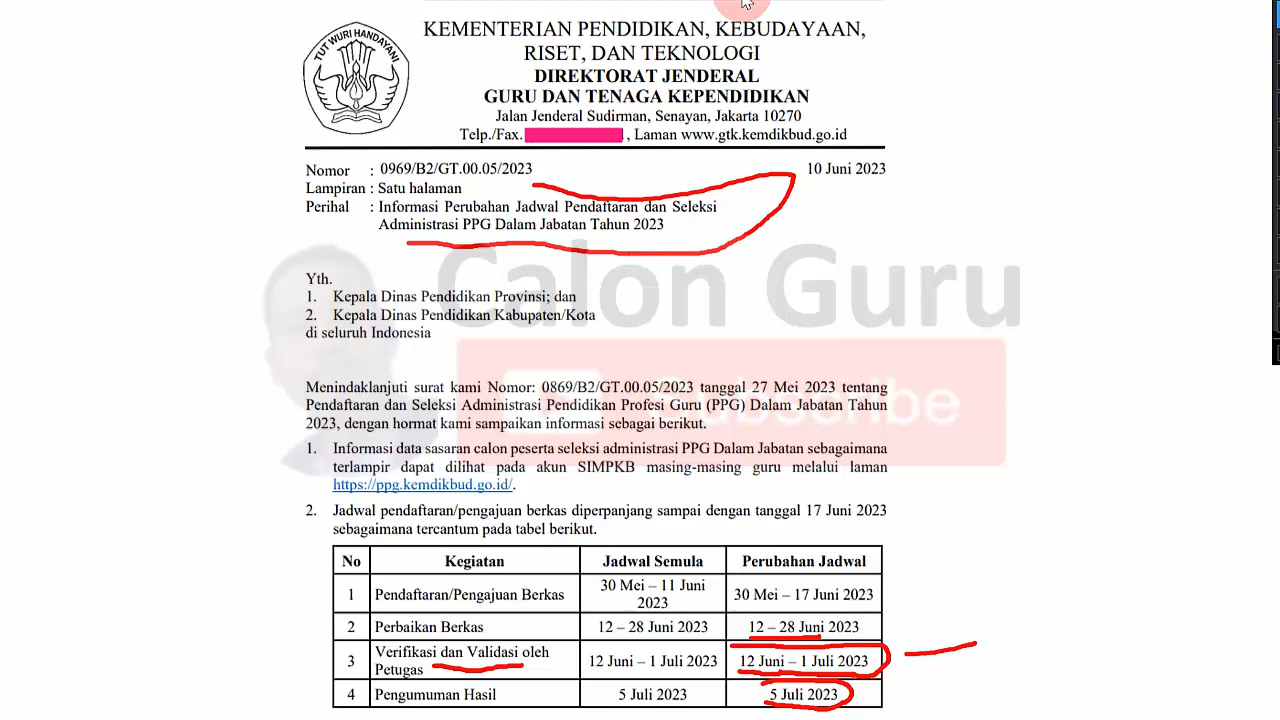 TUT WURI HANDAYANI
KEMENTERIAN PENDIDIKAN, KEBUDAYAAN,
RISET, DAN TEKNOLOGI
DIREKTORAT JENDERAL
GURU DAN TENAGA KEPENDIDIKAN
Jalan Jenderal Sudirman, Senayan, Jakarta 10270
Telp./Fax. , Laman www.gtk.kemdikbud.go.id
Nomor : 0969/B2/GT.00.05/2023 10 Juni 2023
Lampiran : Satu halaman
Perihal : Informasi Perubahan Jadwal Pendaftaran dan Seleksi
Administrasi PPG Dalam Jabatan Tahun 2023
Calon Guru
Subscribe
Yth.
1. Kepala Dinas Pendidikan Provinsi; dan
2. Kepala Dinas Pendidikan Kabupaten/Kota
di seluruh Indonesia
Menindaklanjuti surat kami Nomor: 0869/B2/GT.00.05/2023 tanggal 27 Mei 2023 tentang
Pendaftaran dan Seleksi Administrasi Pendidikan Profesi Guru (PPG) Dalam Jabatan Tahun
2023, dengan hormat kami sampaikan informasi sebagai berikut.
1. Informasi data sasaran calon peserta seleksi administrasi PPG Dalam Jabatan sebagaimana
terlampir dapat dilihat pada akun SIMPKB masing-masing guru melalui laman
https://ppg.kemdikbud.go.id/.
2. Jadwal pendaftaran/pengajuan berkas diperpanjang sampai dengan tanggal 17 Juni 2023
sebagaimana tercantum pada tabel berikut.
No Kegiatan Jadwal Semula Perubahan Jadwal
1 Pendaftaran/Pengajuan Berkas 30 Mei – 11 Juni 2023 30 Mei – 17 Juni 2023
2 Perbaikan Berkas 12 – 28 Juni 2023 12 – 28 Juni 2023
3 Verifikasi dan Validasi oleh Petugas 12 Juni – 1 Juli 2023 12 Juni – 1 Juli 2023
4 Pengumuman Hasil 5 Juli 2023 5 Juli 2023